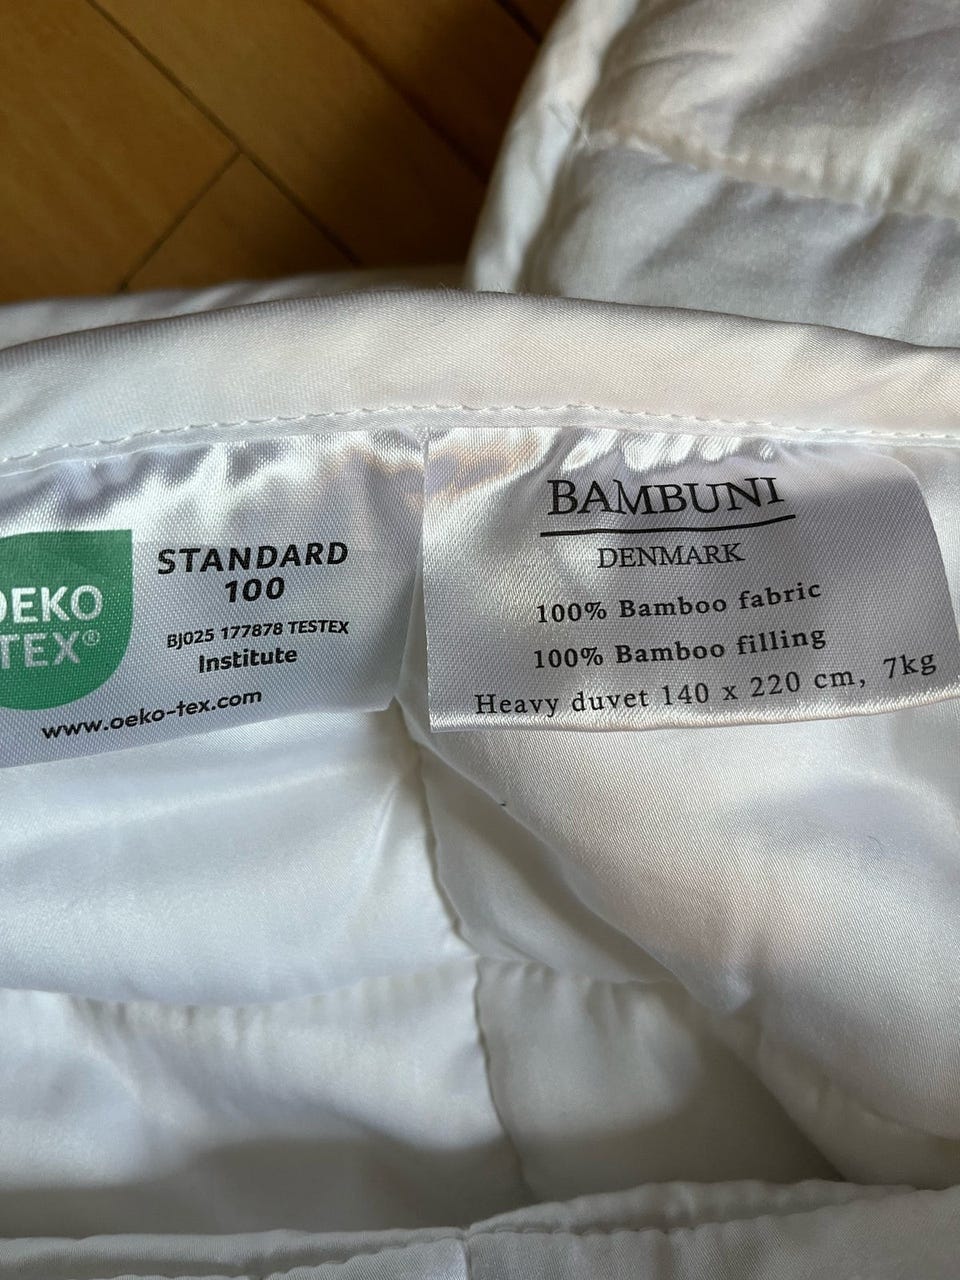 OEKO
TEX®
STANDARD
100
BJ025 177878 TESTEX
Institute
www.oeko-tex.com
BAMBUNI
DENMARK
100% Bamboo fabric
100% Bamboo filling
Heavy duvet 140 x 220 cm, 7kg